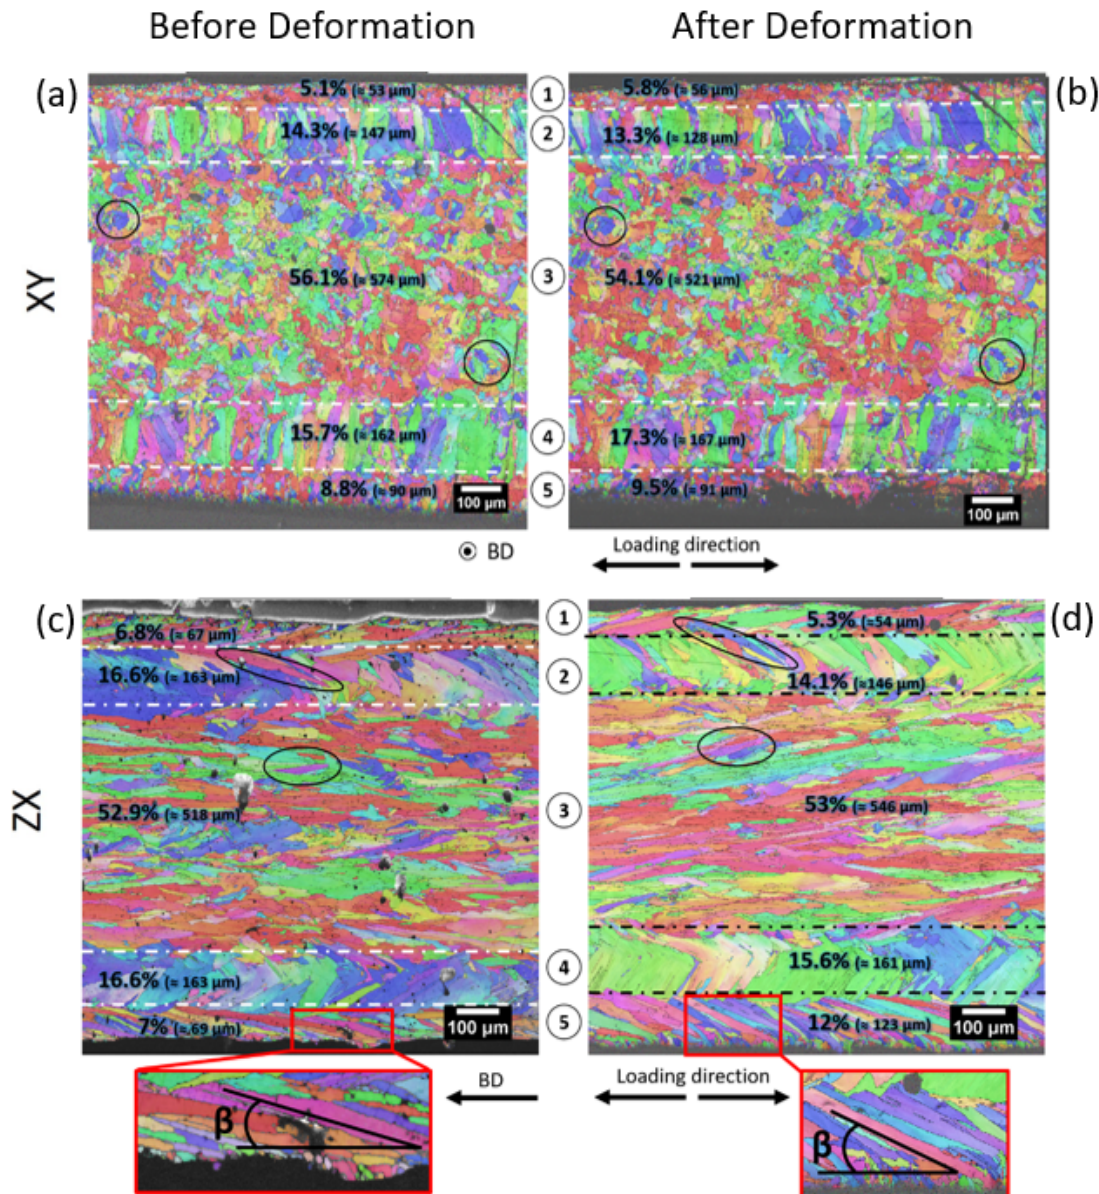 Before Deformation
After Deformation
(a)
5.1% (≈ 53 μm)
14.3% (≈ 147 μm)
56.1% (≈ 574 μm)
15.7% (≈ 162 μm)
8.8% (≈ 90 μm)
100 μm
XY
1
2
3
4
5
(b)
5.8% (≈ 56 μm)
13.3% (≈ 128 μm)
54.1% (≈ 521 μm)
17.3% (≈ 167 μm)
9.5% (≈ 91 μm)
100 μm
BD
Loading direction
(c)
6.8% (≈ 67 μm)
16.6% (≈ 163 μm)
52.9% (≈ 518 μm)
16.6% (≈ 163 μm)
7% (≈ 69 μm)
100 μm
ZX
1
2
3
4
5
(d)
5.3% (≈54 μm)
14.1% (≈146 μm)
53% (≈ 546 μm)
15.6% (≈ 161 μm)
12% (≈ 123 μm)
100 μm
β
BD
Loading direction
β